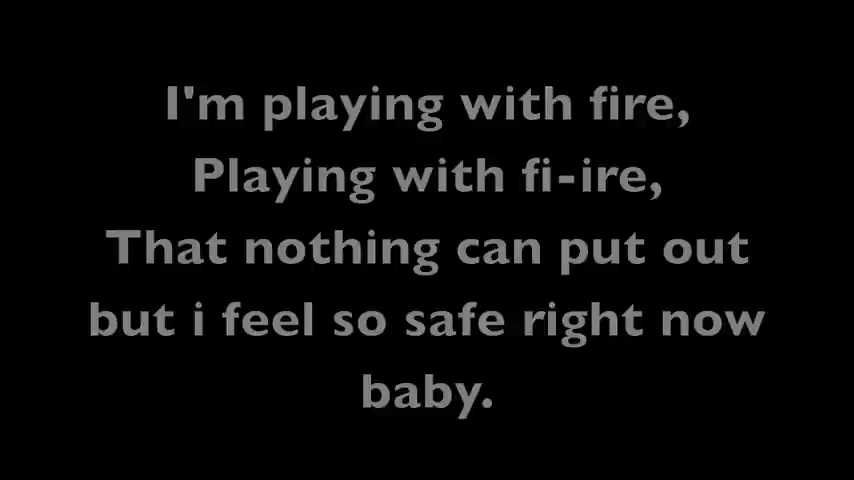 I'm playing with fire,
Playing with fi-ire,
That nothing can put out
but i feel so safe right now
baby.